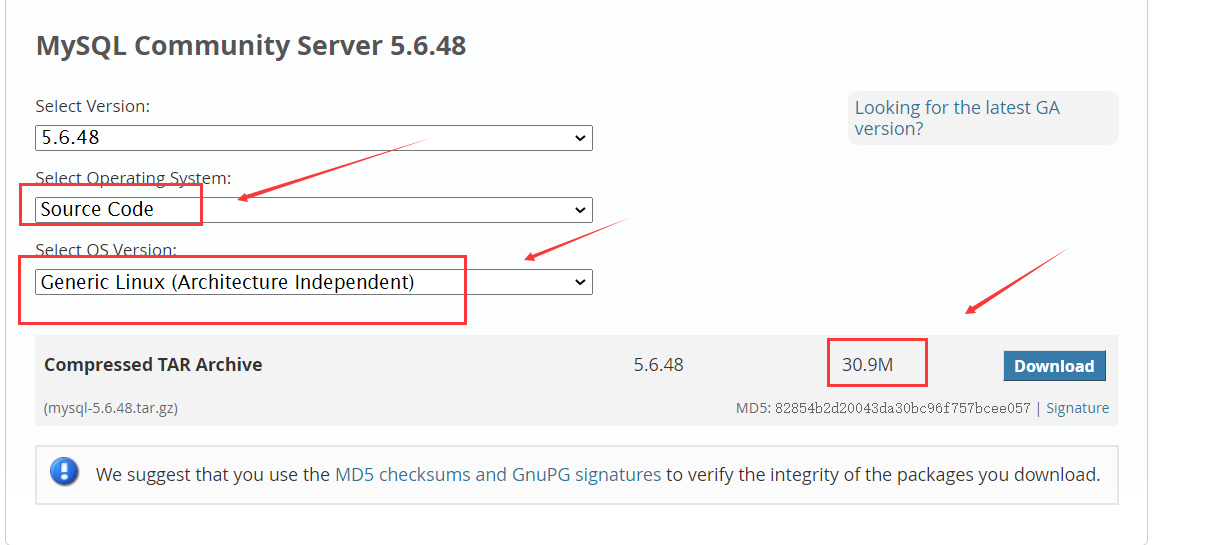 MySQL Community Server 5.6.48
Select Version:
Looking for the latest GA
version?
5.6.48
Select Operating System:
Source Code
Select OS Version:
Generic Linux (Architecture Independent)
Compressed TAR Archive 5.6.48 30.9M Download
(mysql-5.6.48.tar.gz) MD5: 82854b2d20043da30bc96f757bcee057 | Signature
We suggest that you use the MD5 checksums and GnuPG signatures to verify the integrity of the packages you download.